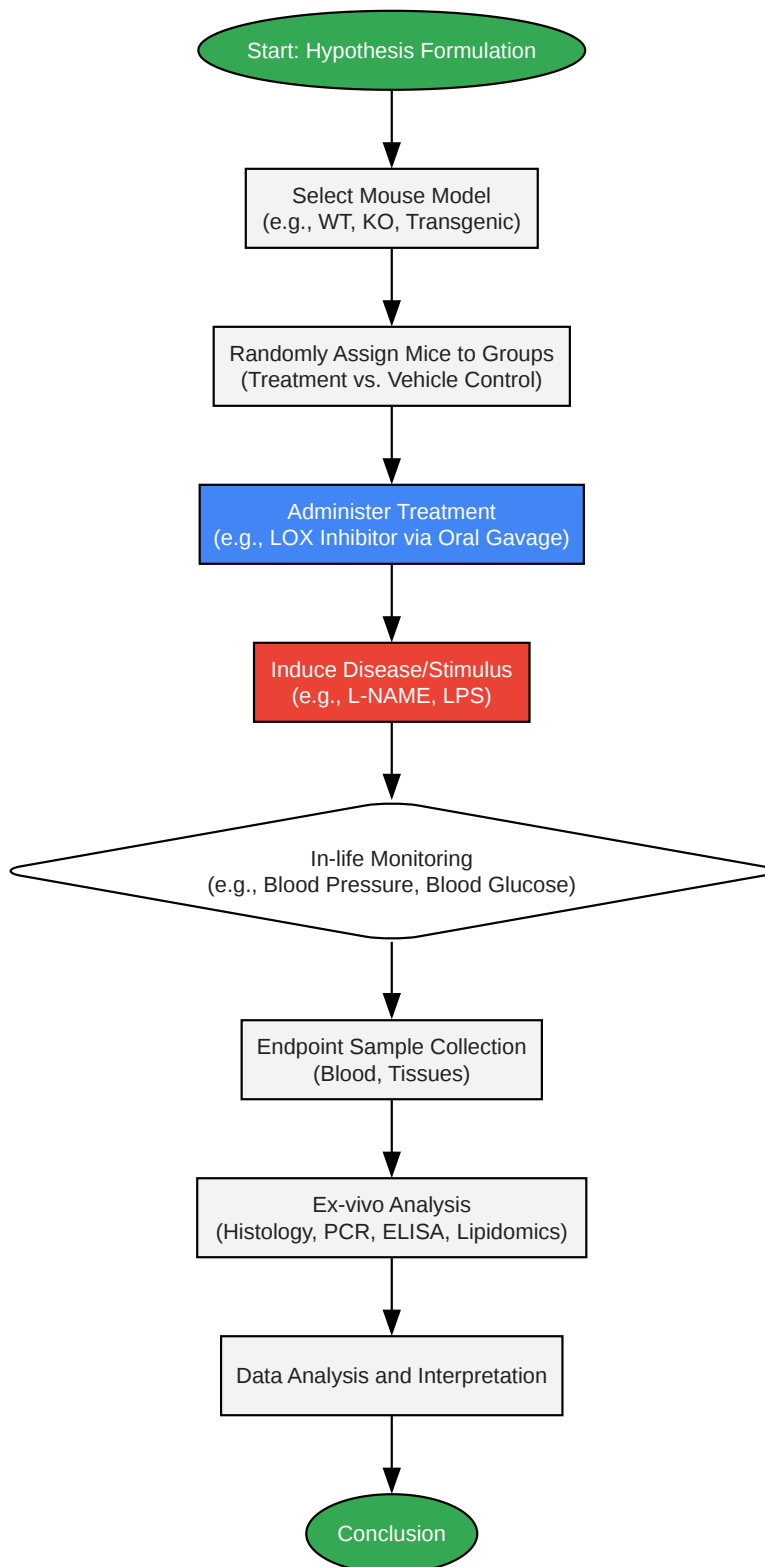 Start: Hypothesis Formulation
Select Mouse Model
(e.g., WT, KO, Transgenic)
Randomly Assign Mice to Groups
(Treatment vs. Vehicle Control)
Administer Treatment
(e.g., LOX Inhibitor via Oral Gavage)
Induce Disease/Stimulus
(e.g., L-NAME, LPS)
In-life Monitoring
(e.g., Blood Pressure, Blood Glucose)
Endpoint Sample Collection
(Blood, Tissues)
Ex-vivo Analysis
(Histology, PCR, ELISA, Lipidomics)
Data Analysis and Interpretation
Conclusion